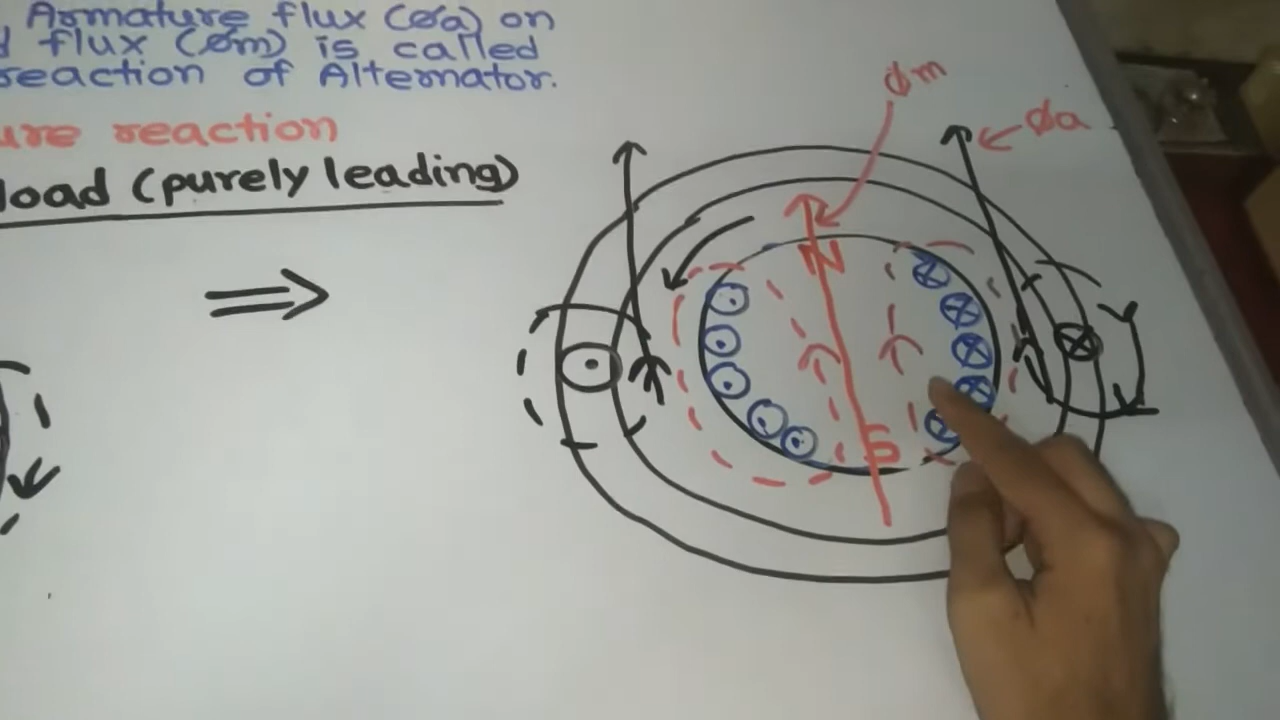 Armature flux (øa) on
flux (øm) is called
reaction of Alternator.
reaction
load (purely leading)
øm
øa
N
S